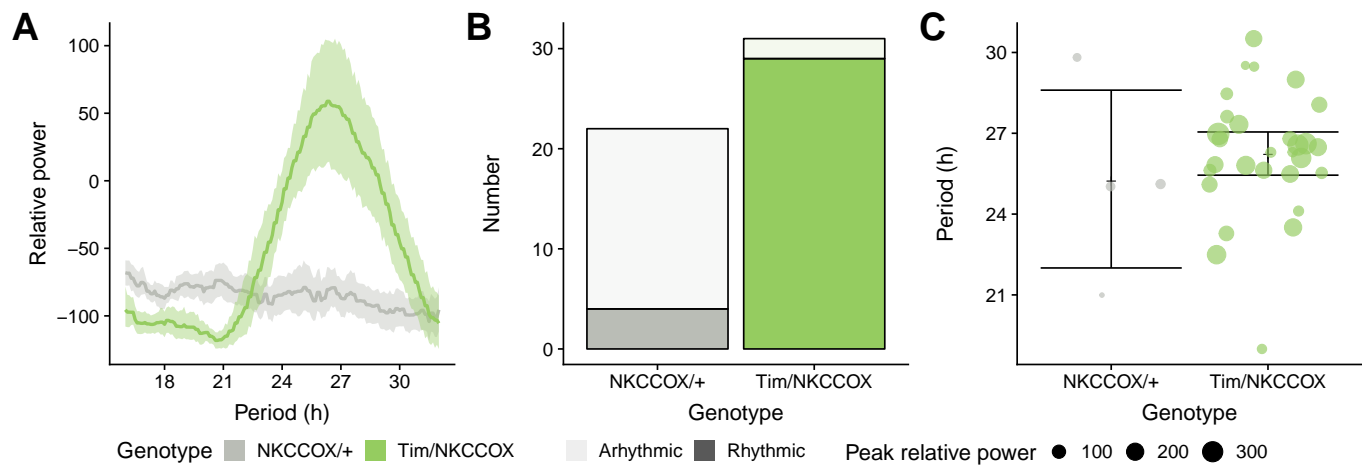 A
Relative power
100
50
0
−50
−100
18 21 24 27 30
Period (h)
B
Number
30
20
10
0
NKCCOX/+ Tim/NKCCOX
Genotype
C
Period (h)
30
27
24
21
NKCCOX/+ Tim/NKCCOX
Genotype
Genotype NKCCOX/+ Tim/NKCCOX Arhythmic Rhythmic Peak relative power 100 200 300